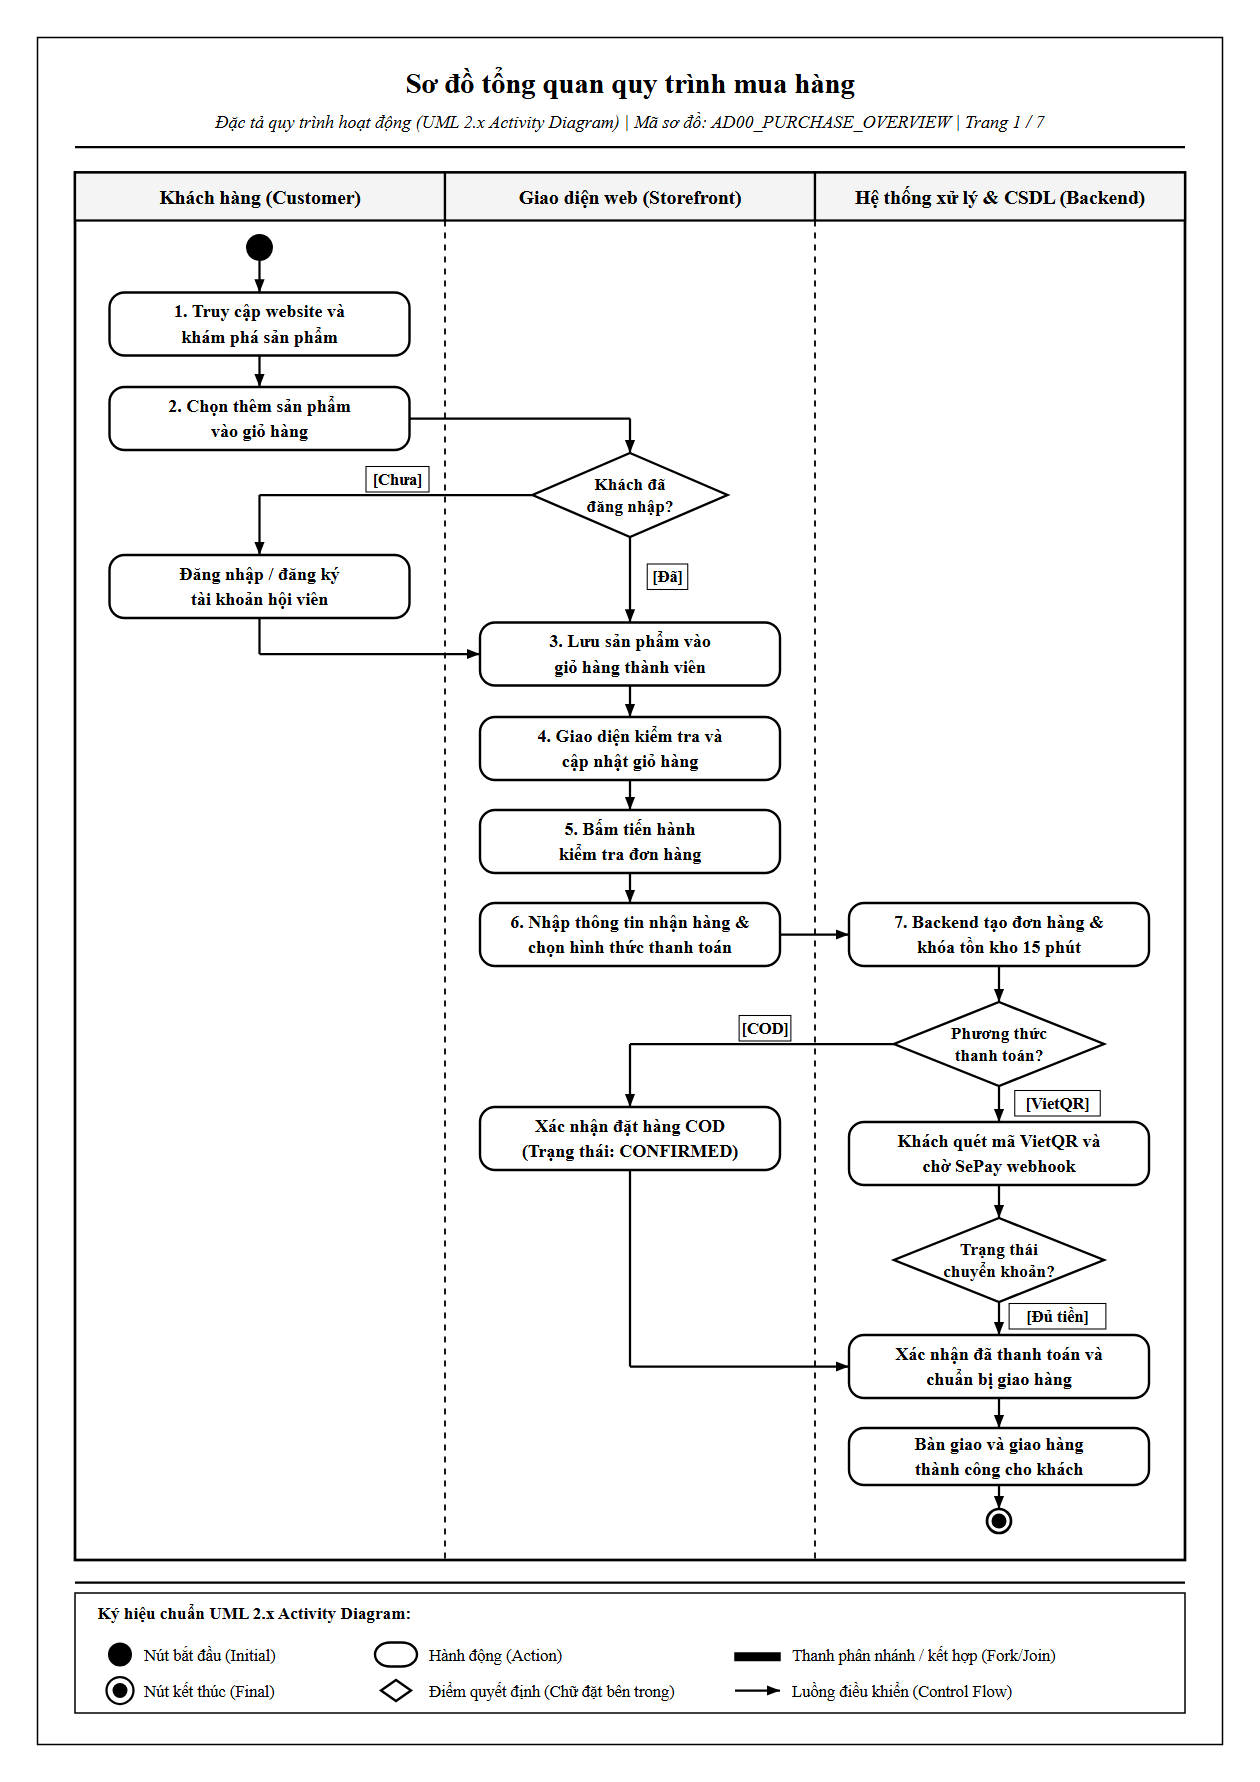 Sơ đồ tổng quan quy trình mua hàng
Đặc tả quy trình hoạt động (UML 2.x Activity Diagram) | Mã sơ đồ: AD00_PURCHASE_OVERVIEW | Trang 1 / 7
Khách hàng (Customer)
Giao diện web (Storefront)
Hệ thống xử lý & CSDL (Backend)
1. Truy cập website và
khám phá sản phẩm
2. Chọn thêm sản phẩm
vào giỏ hàng
Khách đã
đăng nhập?
[Chưa]
Đăng nhập / đăng ký
tài khoản hội viên
[Đã]
3. Lưu sản phẩm vào
giỏ hàng thành viên
4. Giao diện kiểm tra và
cập nhật giỏ hàng
5. Bấm tiến hành
kiểm tra đơn hàng
6. Nhập thông tin nhận hàng &
chọn hình thức thanh toán
7. Backend tạo đơn hàng &
khóa tồn kho 15 phút
Phương thức
thanh toán?
[COD]
[VietQR]
Xác nhận đặt hàng COD
(Trạng thái: CONFIRMED)
Khách quét mã VietQR và
chờ SePay webhook
Trạng thái
chuyển khoản?
[Đủ tiền]
Xác nhận đã thanh toán và
chuẩn bị giao hàng
Bàn giao và giao hàng
thành công cho khách
Ký hiệu chuẩn UML 2.x Activity Diagram:
Nút bắt đầu (Initial)
Hành động (Action)
Thanh phân nhánh / kết hợp (Fork/Join)
Nút kết thúc (Final)
Điểm quyết định (Chữ đặt bên trong)
Luồng điều khiển (Control Flow)